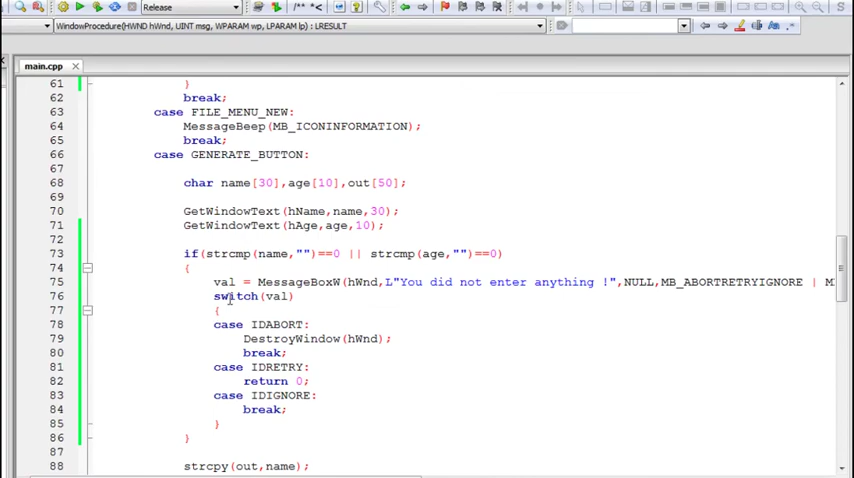 Release
/** *<
WindowProcedure(HWND hWnd, UINT msg, WPARAM wp, LPARAM lp) : LRESULT
main.cpp
61 }
62 break;
63 case FILE_MENU_NEW:
64 MessageBeep(MB_ICONINFORMATION);
65 break;
66 case GENERATE_BUTTON:
67
68 char name[30],age[10],out[50];
69
70 GetWindowText(hName,name,30);
71 GetWindowText(hAge,age,10);
72
73 if(strcmp(name,"")==0 || strcmp(age,"")==0)
74 {
75 val = MessageBoxW(hWnd,L"You did not enter anything !",NULL,MB_ABORTRETRYIGNORE | M
76 switch(val)
77 {
78 case IDABORT:
79 DestroyWindow(hWnd);
80 break;
81 case IDRETRY:
82 return 0;
83 case IDIGNORE:
84 break;
85 }
86 }
87
88 strcpy(out,name);